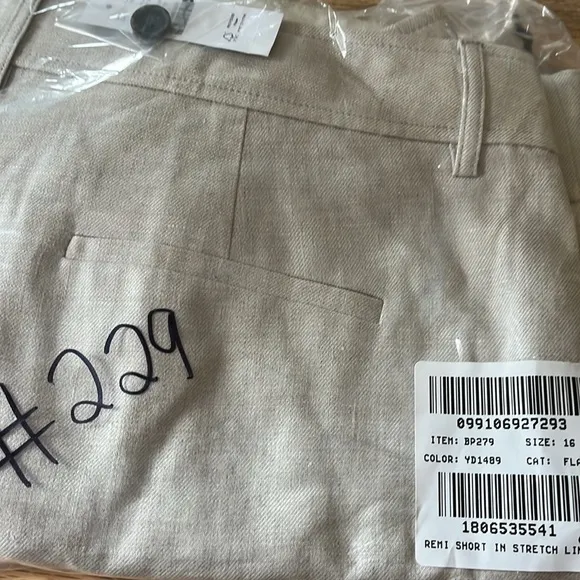 #229
099106927293
ITEM: BP279 SIZE: 16
COLOR: YD1489 CAT: FLA
1806535541
REMI SHORT IN STRETCH LIN